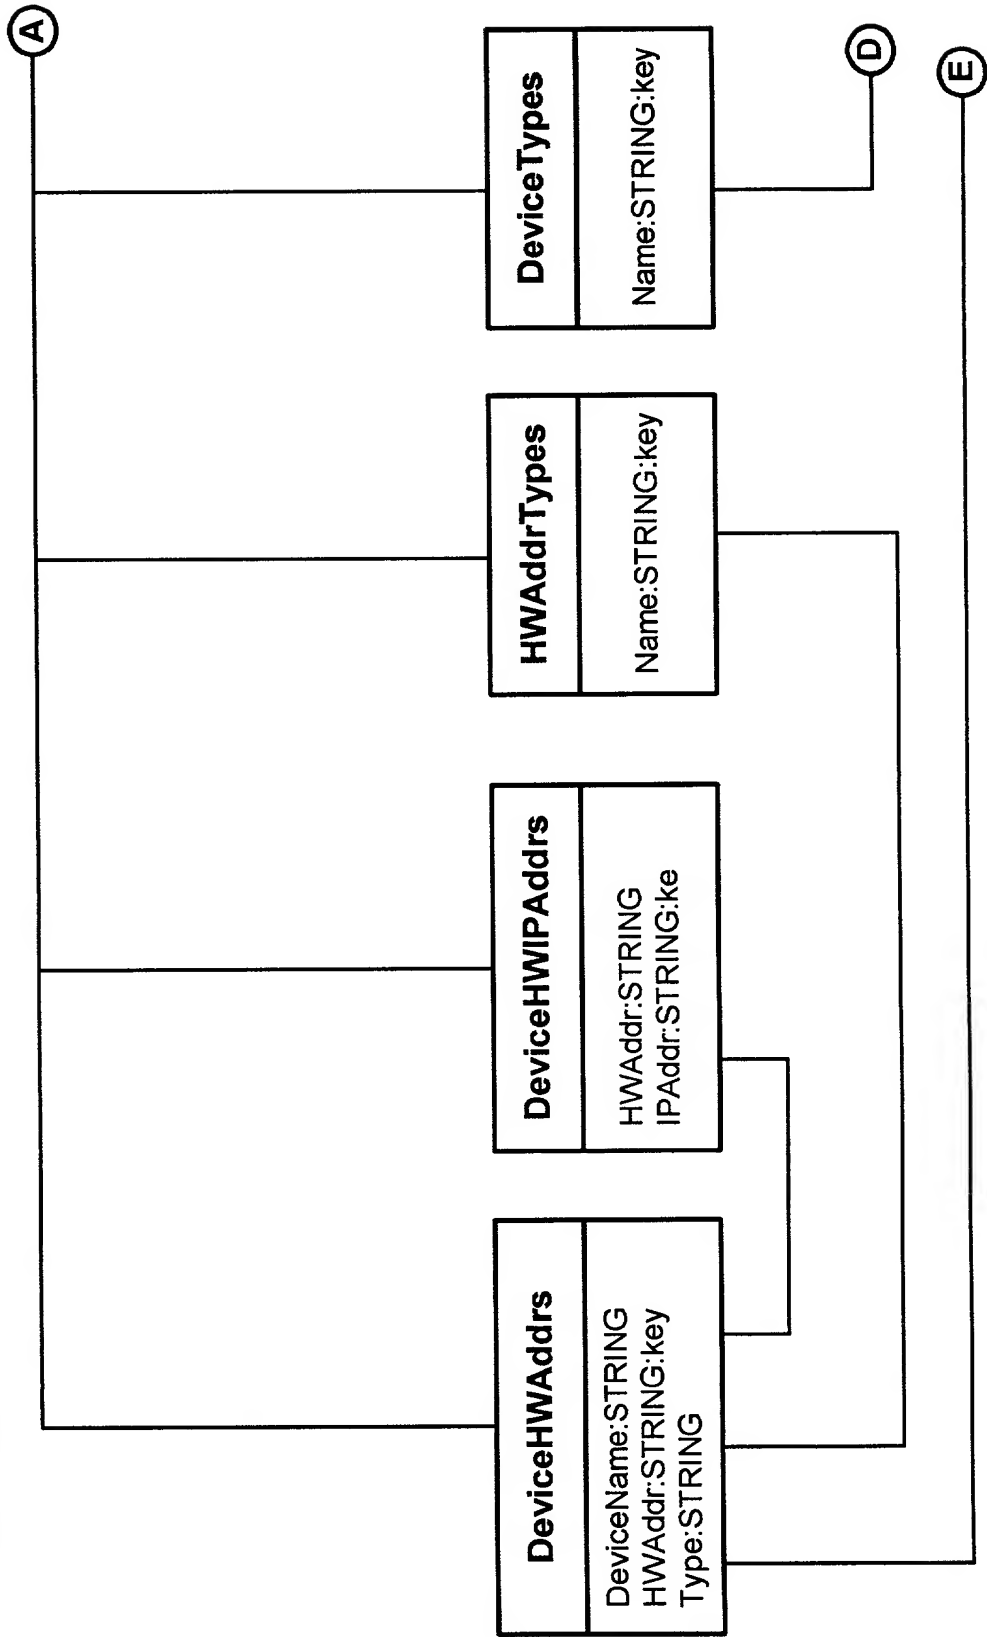 DeviceHWAddrs
DeviceName:STRING
HWAddr:STRING:key
Type:STRING
DeviceHWIPAddrs
HWAddr:STRING
IPAddr:STRING:ke
HWAddrTypes
Name:STRING:key
DeviceTypes
Name:STRING:key
A
D
E